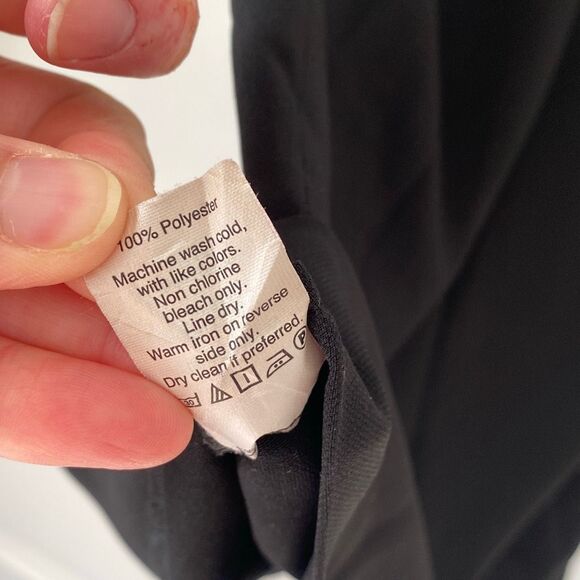 100% Polyester
Machine wash cold,
with like colors.
Non chlorine
bleach only.
Line dry.
Warm iron on reverse
side only.
Dry clean if preferred.
30
P